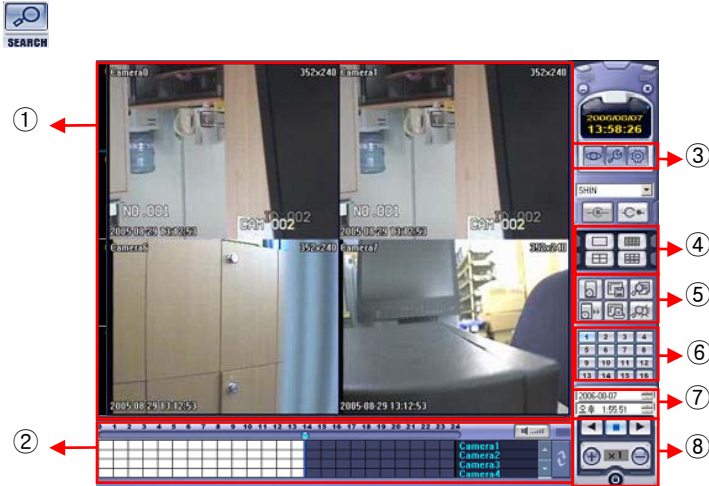 SEARCH
Camera0 352x240
Camera1 352x240
NO.001
CAM 002
2005-08-29 13:12:53
2005-08-29 13:12:53
Camera6 352x240
Camera7 352x240
2005-08-29 13:12:53
2005-08-29 13:12:53
①
②
1 2 3 4 5 6 7 8 9 10 11 12 13 14 15 16 17 18 19 20 21 22 23 24
Camera1
Camera2
Camera3
Camera4
2006/08/07
13:58:26
③
SHIN
④
⑤
1 2 3 4
5 6 7 8
9 10 11 12
13 14 15 16
⑥
2006-08-07
오후 1:55:51
⑦
×1
⑧